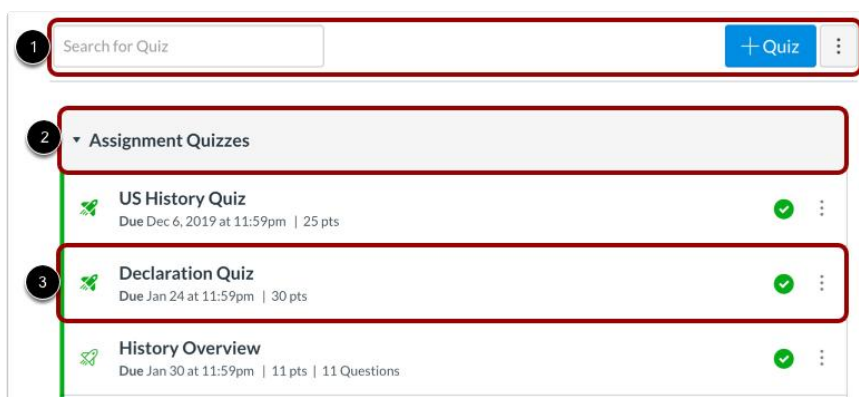 1
Search for Quiz
+ Quiz
2
Assignment Quizzes
US History Quiz
Due Dec 6, 2019 at 11:59pm | 25 pts
3
Declaration Quiz
Due Jan 24 at 11:59pm | 30 pts
History Overview
Due Jan 30 at 11:59pm | 11 pts | 11 Questions